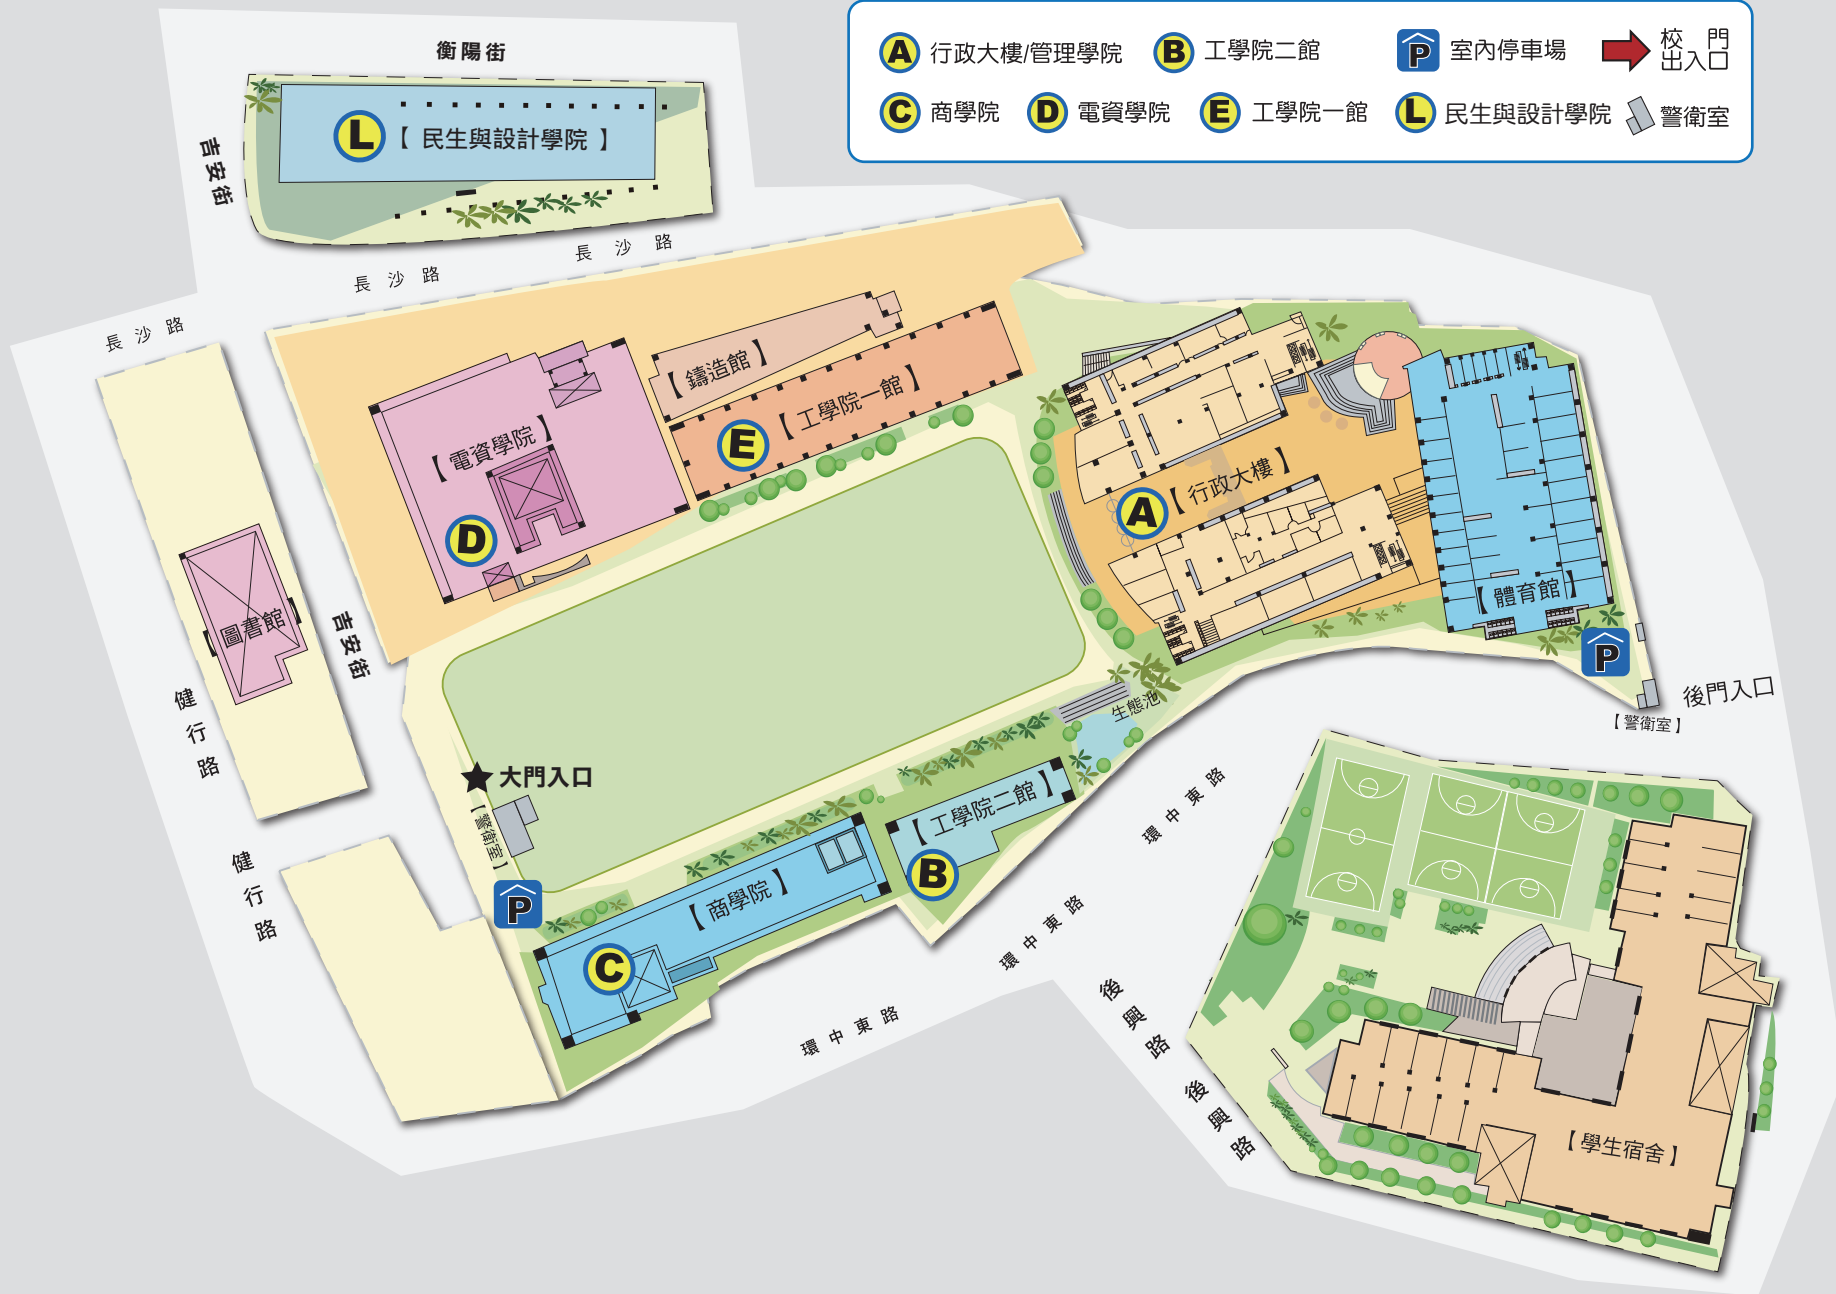 A 行政大樓/管理學院
B 工學院二館
P 室內停車場
校 門
出入口
C 商學院
D 電資學院
E 工學院一館
L 民生與設計學院
警衛室
衡陽街
L 【 民生與設計學院 】
吉安街
長 沙 路
長 沙 路
長 沙 路
【 鑄造館 】
【 工學院一館 】
E
【 電資學院 】
D
【 行政大樓 】
A
【 體育館 】
P
圖書館
吉安街
健行路
後門入口
【 警衛室 】
生態池
大門入口
【 警衛室 】
【 工學院二館 】
B
【 商學院 】
C
P
健行路
環 中 東 路
環 中 東 路
環 中 東 路
後興路
後興路
【 學生宿舍 】